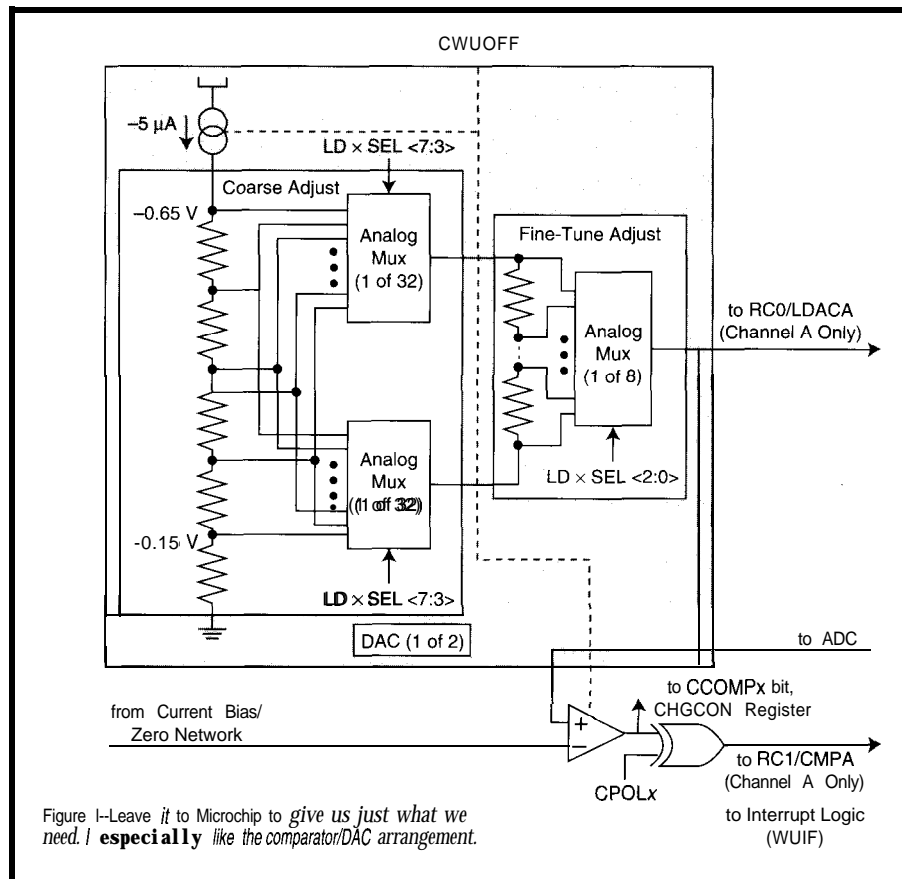 CWUOFF
–5 µA
LD × SEL <7:3>
Coarse Adjust
–0.65 V
Analog
Mux
(1 of 32)
Fine-Tune Adjust
Analog
Mux
(1 of 8)
to RC0/LDACA
(Channel A Only)
Analog
Mux
((1 off 32))
LD × SEL <2:0>
-0.15 V
LD × SEL <7:3>
DAC (1 of 2)
to ADC
from Current Bias/
Zero Network
+
–
to CCOMPx bit,
CHGCON Register
CPOLx
to RC1/CMPA
(Channel A Only)
to Interrupt Logic
(WUIF)
Figure I--Leave it to Microchip to give us just what we
need. I especially like the comparator/DAC arrangement.